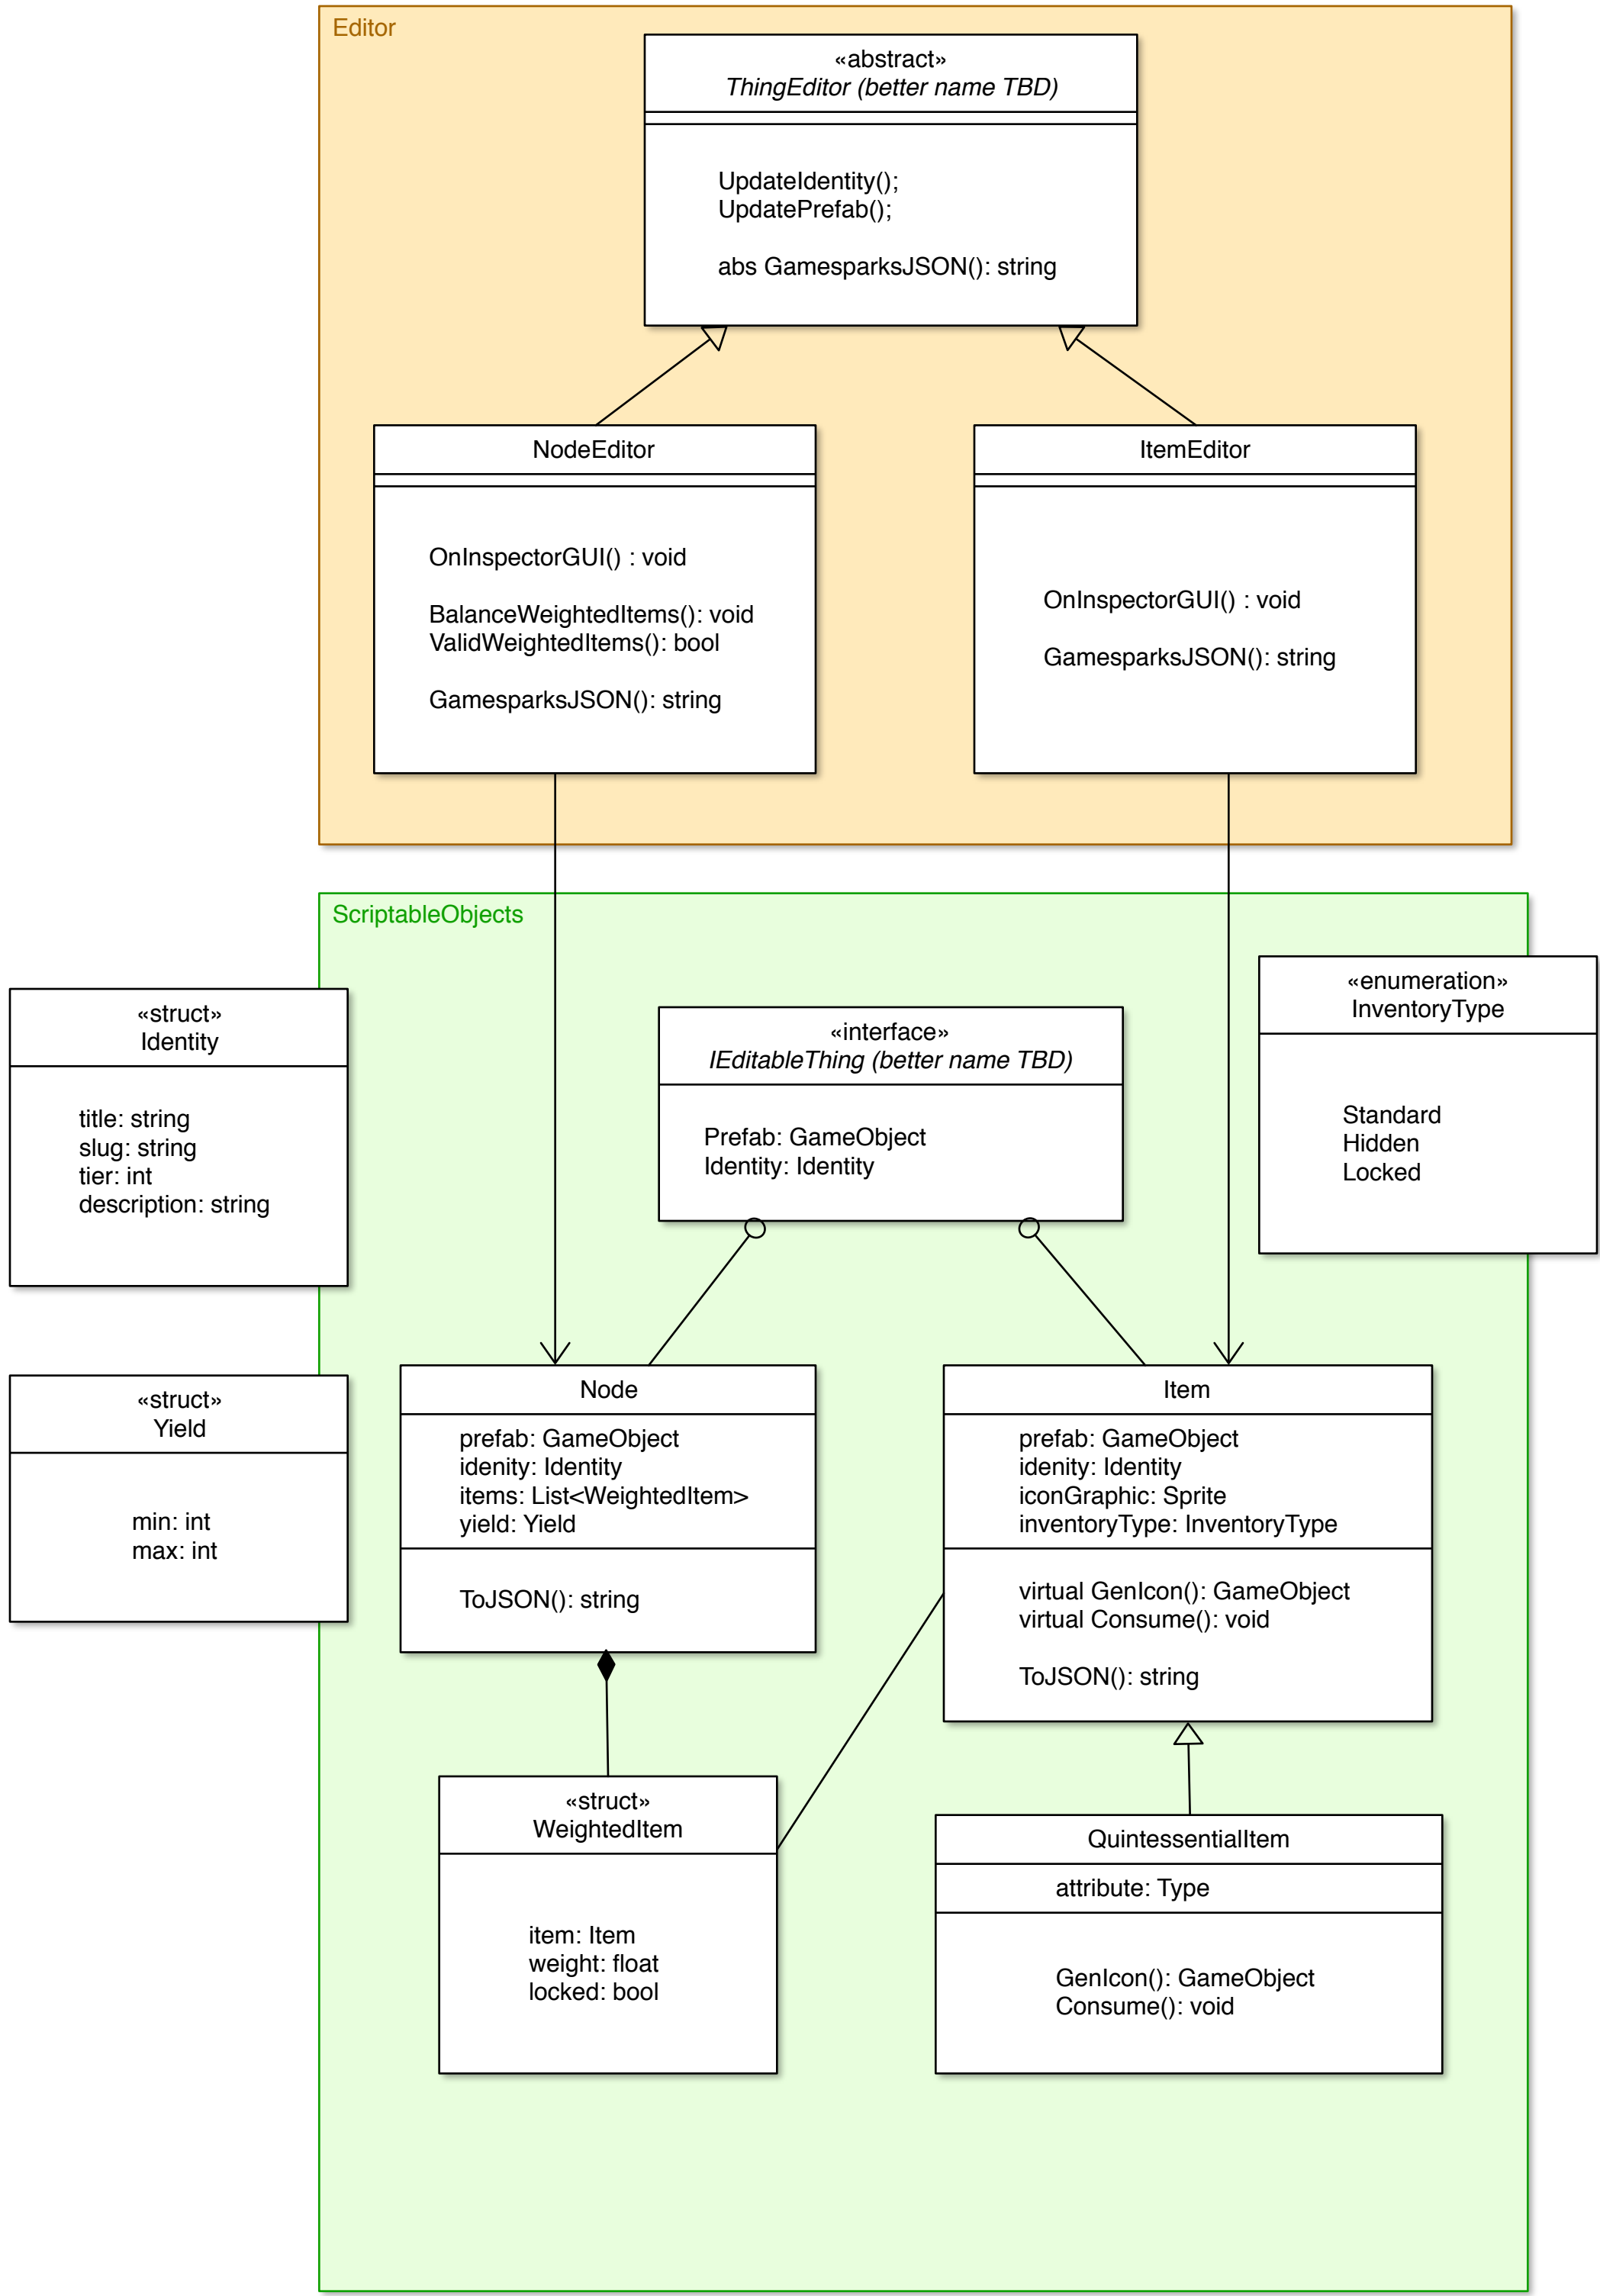 Editor
«abstract»
ThingEditor (better name TBD)
UpdateIdentity();
UpdatePrefab();
abs GamesparksJSON(): string
NodeEditor
OnInspectorGUI() : void
BalanceWeightedItems(): void
ValidWeightedItems(): bool
GamesparksJSON(): string
ItemEditor
OnInspectorGUI() : void
GamesparksJSON(): string
ScriptableObjects
«struct»
Identity
title: string
slug: string
tier: int
description: string
«interface»
IEditableThing (better name TBD)
Prefab: GameObject
Identity: Identity
«enumeration»
InventoryType
Standard
Hidden
Locked
«struct»
Yield
min: int
max: int
Node
prefab: GameObject
idenity: Identity
items: List<WeightedItem>
yield: Yield
ToJSON(): string
Item
prefab: GameObject
idenity: Identity
iconGraphic: Sprite
inventoryType: InventoryType
virtual GenIcon(): GameObject
virtual Consume(): void
ToJSON(): string
«struct»
WeightedItem
item: Item
weight: float
locked: bool
QuintessentialItem
attribute: Type
GenIcon(): GameObject
Consume(): void